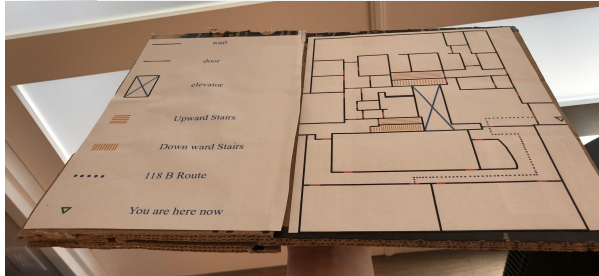 wall
door
elevator
Upward Stairs
Down ward Stairs
118 B Route
You are here now